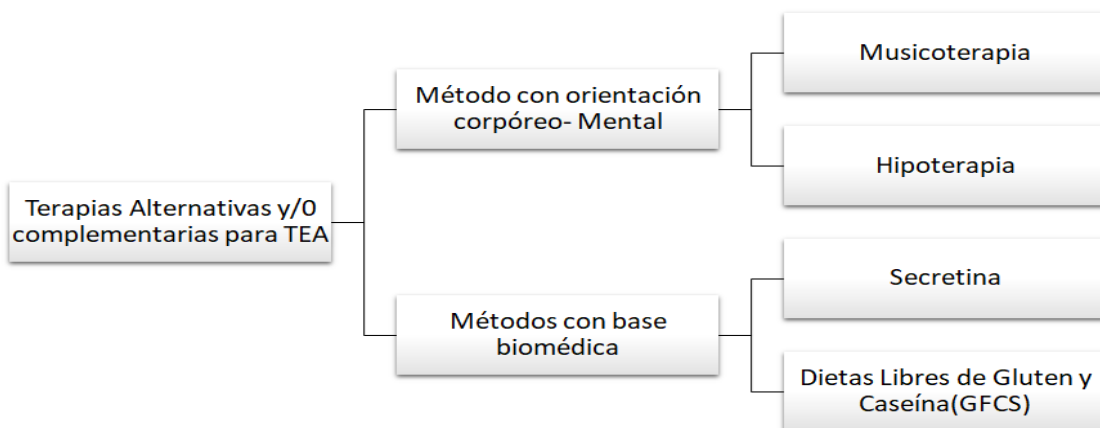 Terapias Alternativas y/0
complementarias para TEA
Método con orientación
corpóreo- Mental
Musicoterapia
Hipoterapia
Métodos con base
biomédica
Secretina
Dietas Libres de Gluten y
Caseína(GFCS)